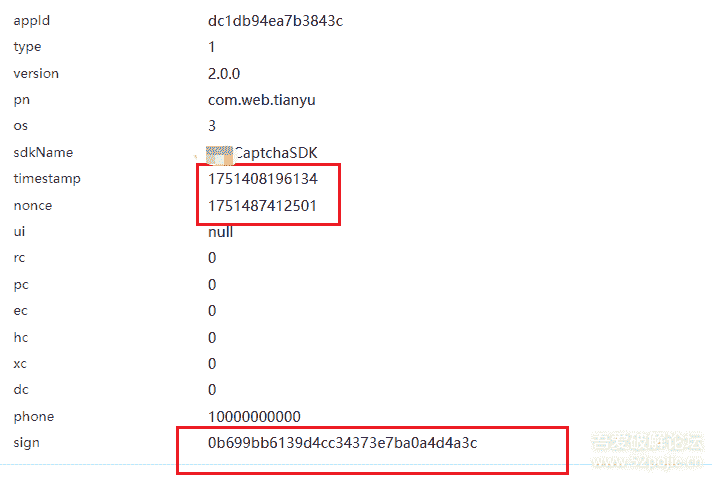 appId dc1db94ea7b3843c
type 1
version 2.0.0
pn com.web.tianyu
os 3
sdkName CaptchaSDK
timestamp 1751408196134
nonce 1751487412501
ui null
rc 0
pc 0
ec 0
hc 0
xc 0
dc 0
phone 10000000000
sign 0b699bb6139d4cc34373e7ba0a4d4a3c
吾爱破解论坛
www.52pojie.cn